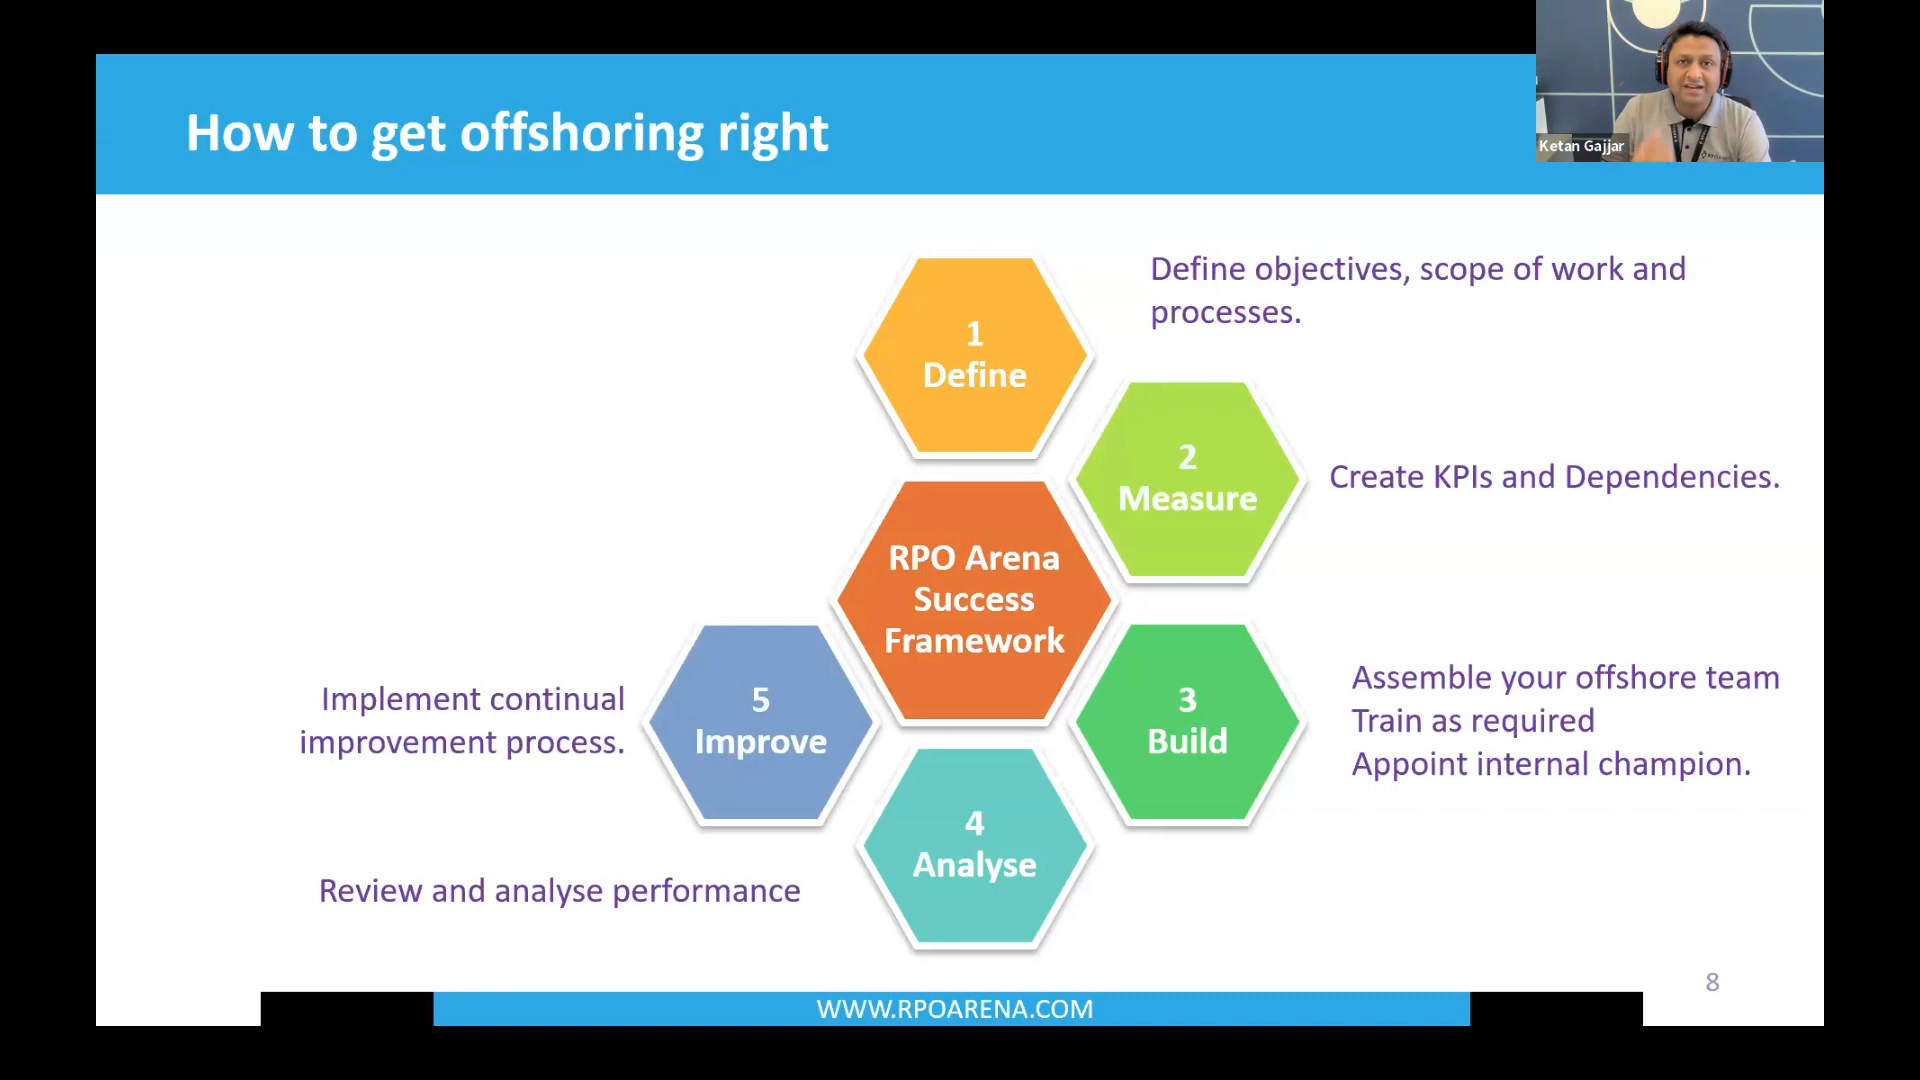 How to get offshoring right
Ketan Gajjar
1
Define
Define objectives, scope of work and
processes.
2
Measure
Create KPIs and Dependencies.
RPO Arena
Success
Framework
3
Build
Assemble your offshore team
Train as required
Appoint internal champion.
5
Improve
Implement continual
improvement process.
4
Analyse
Review and analyse performance
8
WWW.RPOARENA.COM